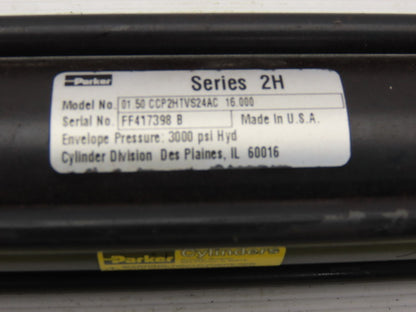 Parker Series 2H
Model No. 01.50 CCP2HTVS24AC 16.000
Serial No. FF417398 B Made In U.S.A.
Envelope Pressure: 3000 psi Hyd
Cylinder Division Des Plaines, IL 60016
Parker Cylinders